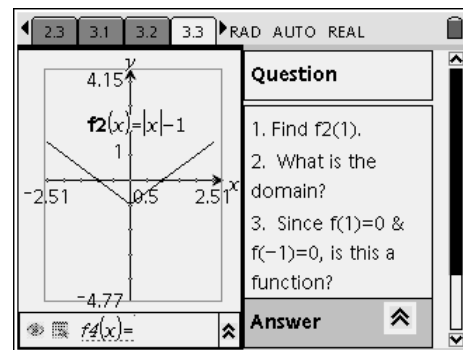 2.3 3.1 3.2 3.3 RAD AUTO REAL
y
4.15
f2(x)=|x|-1
1
x
-2.51 0.5 2.51
-4.77
f4(x)=
Question
1. Find f2(1).
2. What is the
domain?
3. Since f(1)=0 &
f(-1)=0, is this a
function?
Answer